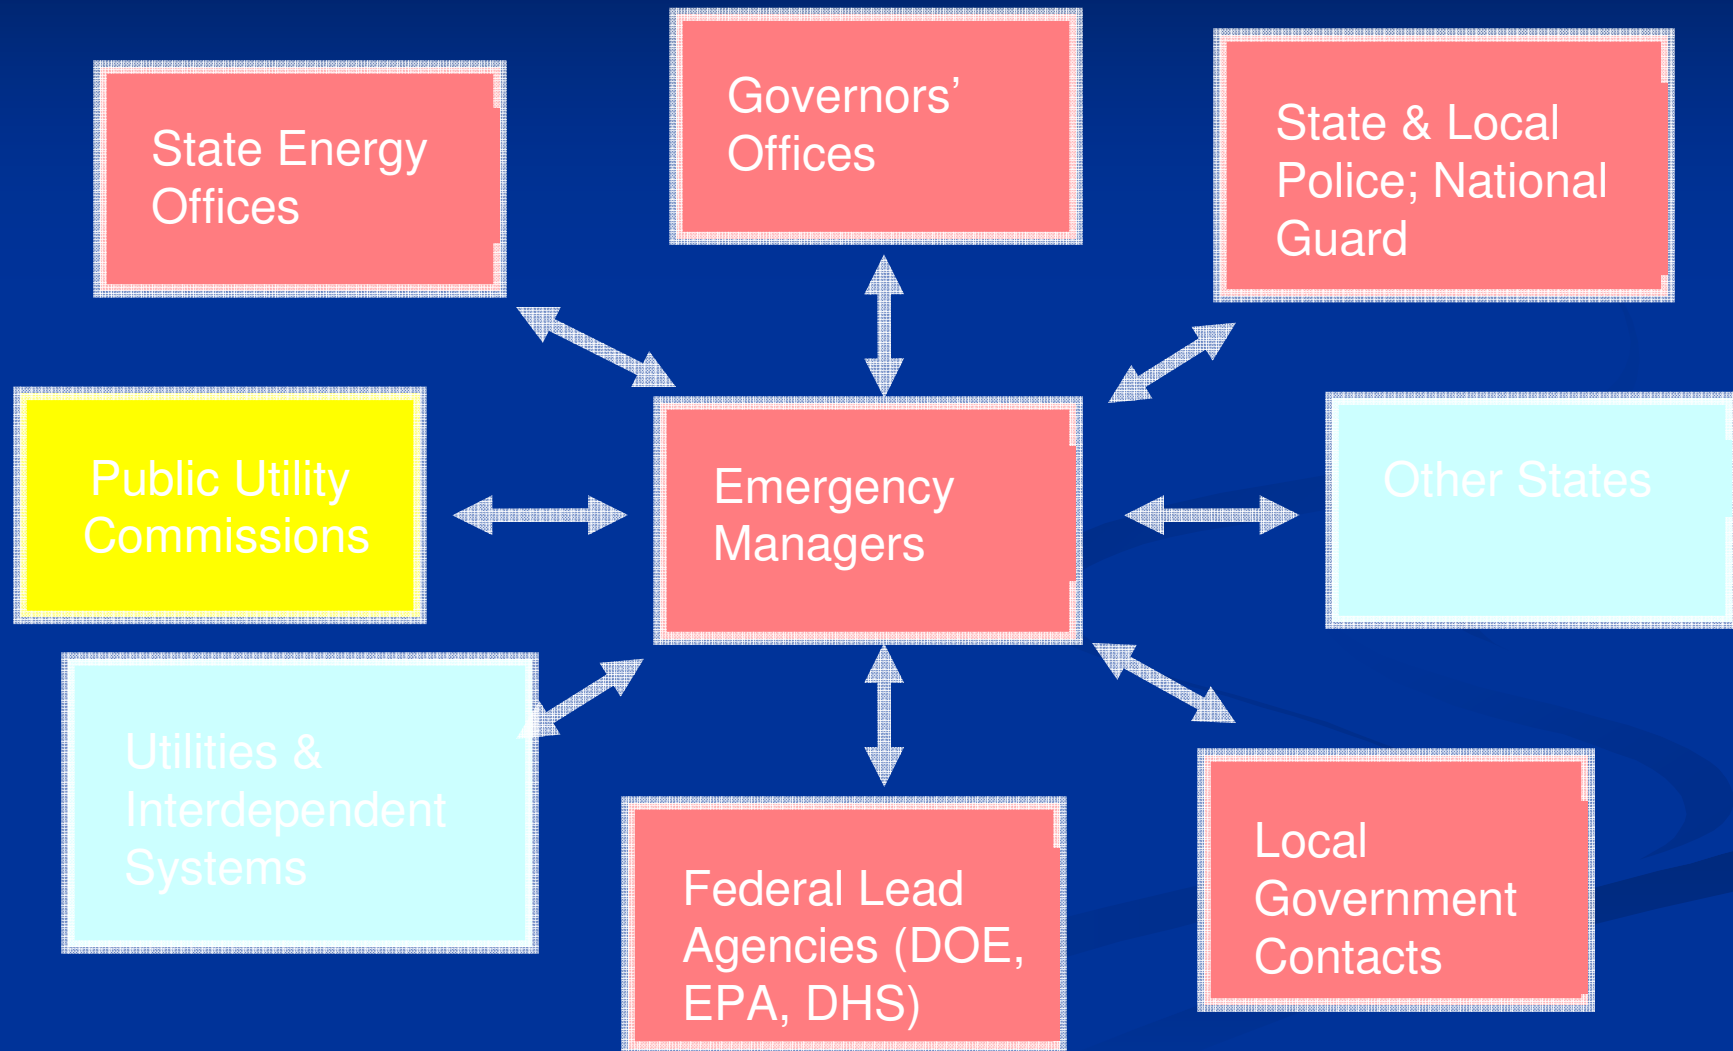 Governors’
Offices
State & Local
Police; National
Guard
State Energy
Offices
Public Utility
Commissions
Emergency
Managers
Other States
Utilities &
Interdependent
Systems
Federal Lead
Agencies (DOE,
EPA, DHS)
Local
Government
Contacts